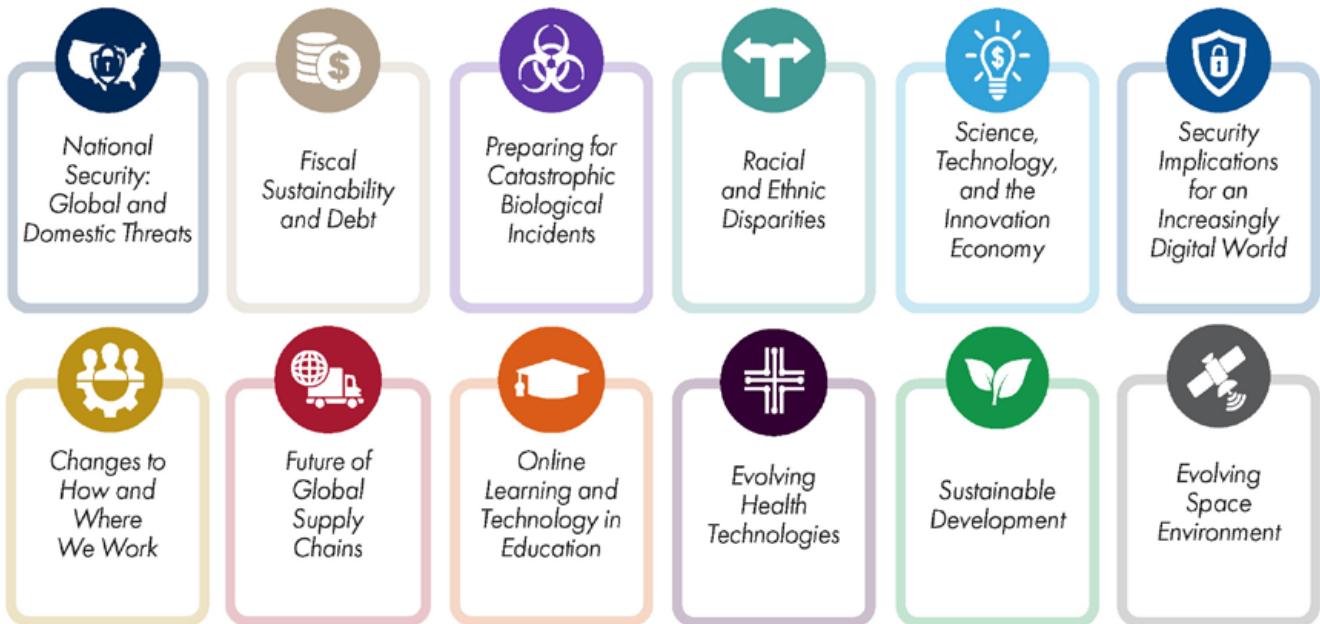 National
Security:
Global and
Domestic Threats
Fiscal
Sustainability
and Debt
Preparing for
Catastrophic
Biological
Incidents
Racial
and Ethnic
Disparities
Science,
Technology,
and the
Innovation
Economy
Security
Implications
for an
Increasingly
Digital World
Changes to
How and
Where
We Work
Future of
Global
Supply
Chains
Online
Learning and
Technology in
Education
Evolving
Health
Technologies
Sustainable
Development
Evolving
Space
Environment